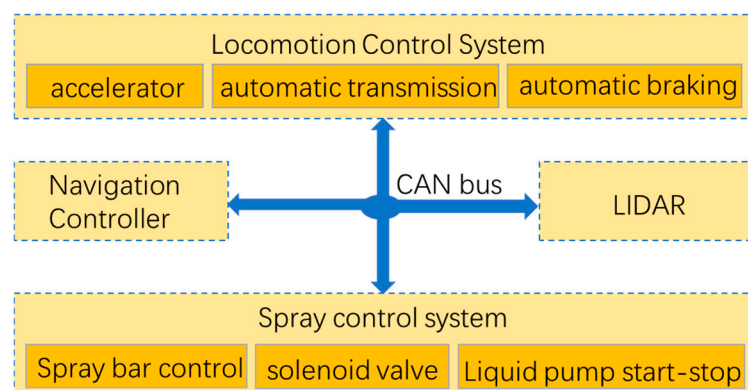 Locomotion Control System
accelerator
automatic transmission
automatic braking
Navigation
Controller
CAN bus
LIDAR
Spray control system
Spray bar control
solenoid valve
Liquid pump start-stop